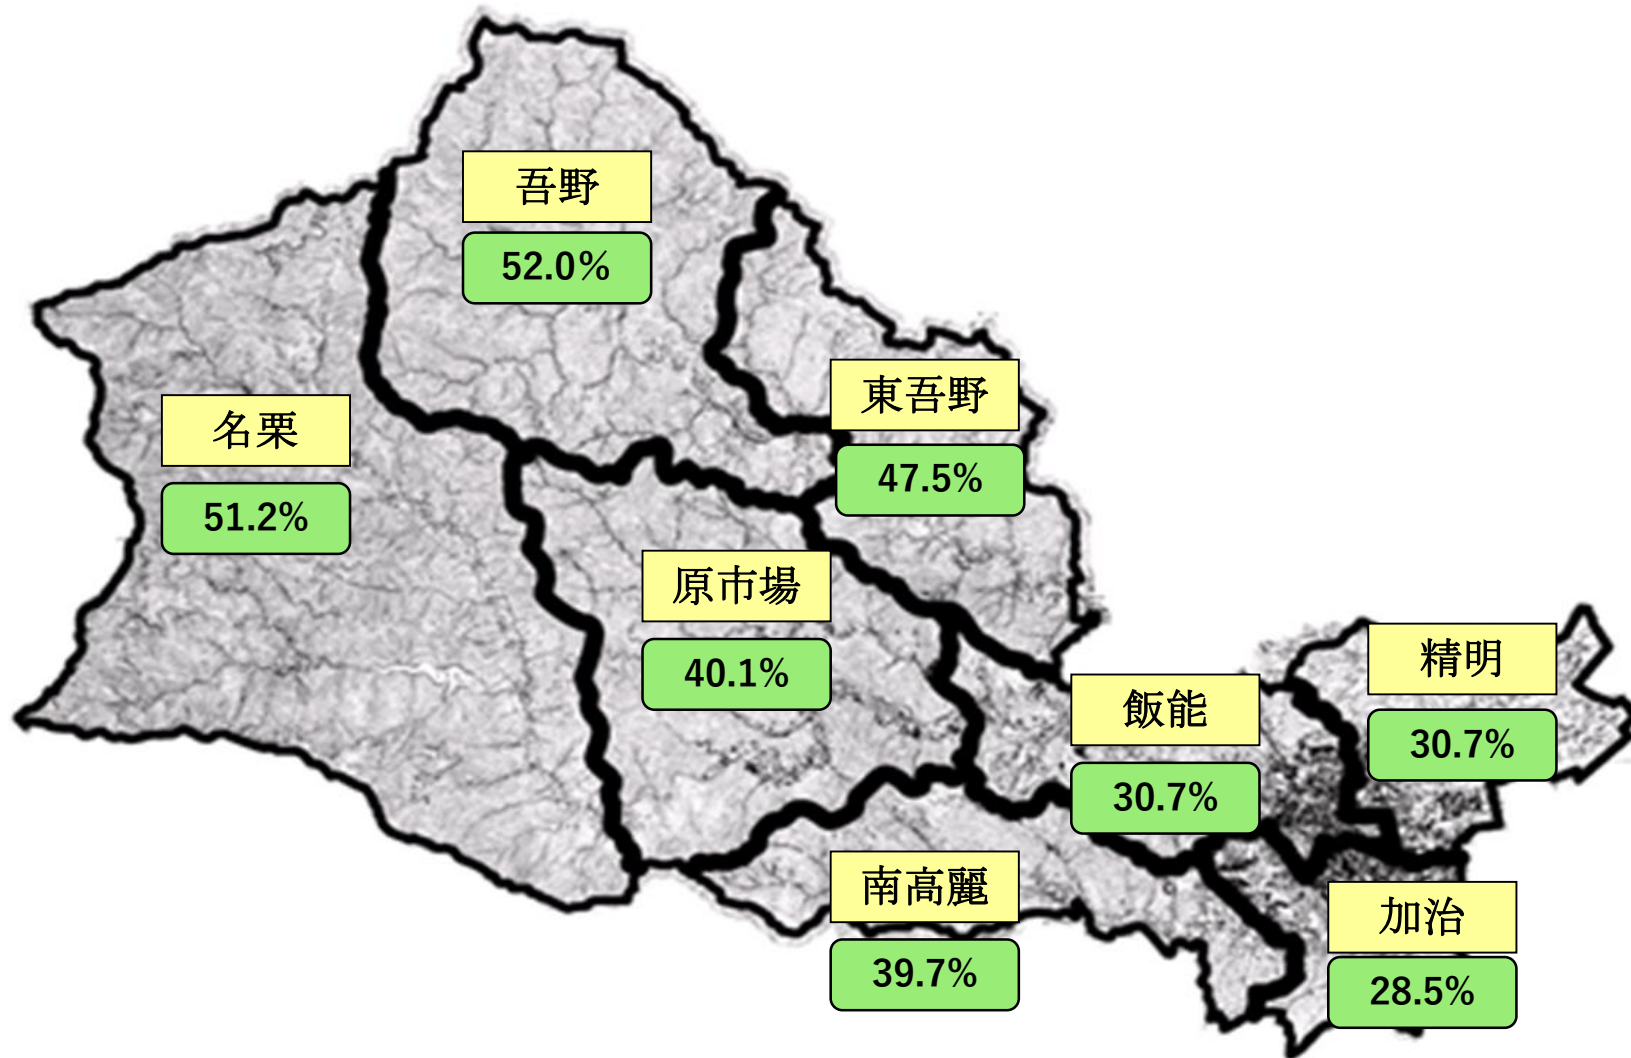 吾野
52.0%
東吾野
47.5%
名栗
51.2%
原市場
40.1%
精明
30.7%
飯能
30.7%
南高麗
39.7%
加治
28.5%